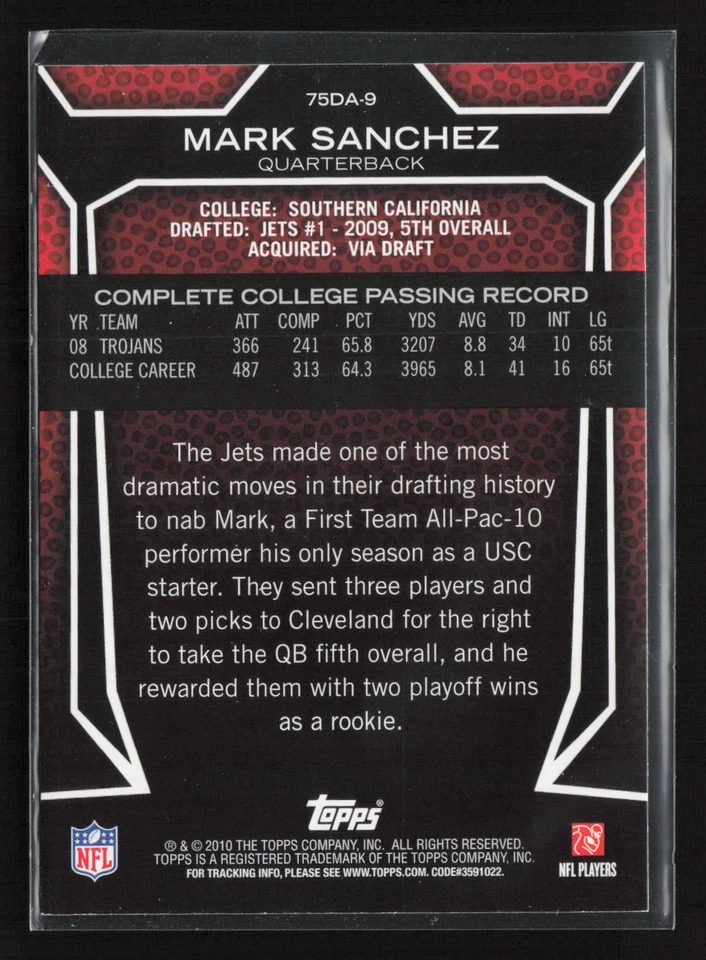 75DA-9
MARK SANCHEZ
QUARTERBACK
COLLEGE: SOUTHERN CALIFORNIA
DRAFTED: JETS #1 - 2009, 5TH OVERALL
ACQUIRED: VIA DRAFT
COMPLETE COLLEGE PASSING RECORD
YR TEAM ATT COMP PCT YDS AVG TD INT LG
08 TROJANS 366 241 65.8 3207 8.8 34 10 65t
COLLEGE CAREER 487 313 64.3 3965 8.1 41 16 65t
The Jets made one of the most
dramatic moves in their drafting history
to nab Mark, a First Team All-Pac-10
performer his only season as a USC
starter. They sent three players and
two picks to Cleveland for the right
to take the QB fifth overall, and he
rewarded them with two playoff wins
as a rookie.
Topps®
® & © 2010 THE TOPPS COMPANY, INC. ALL RIGHTS RESERVED.
TOPPS IS A REGISTERED TRADEMARK OF THE TOPPS COMPANY, INC.
FOR TRACKING INFO, PLEASE SEE WWW.TOPPS.COM. CODE#3591022.
NFL
NFL PLAYERS